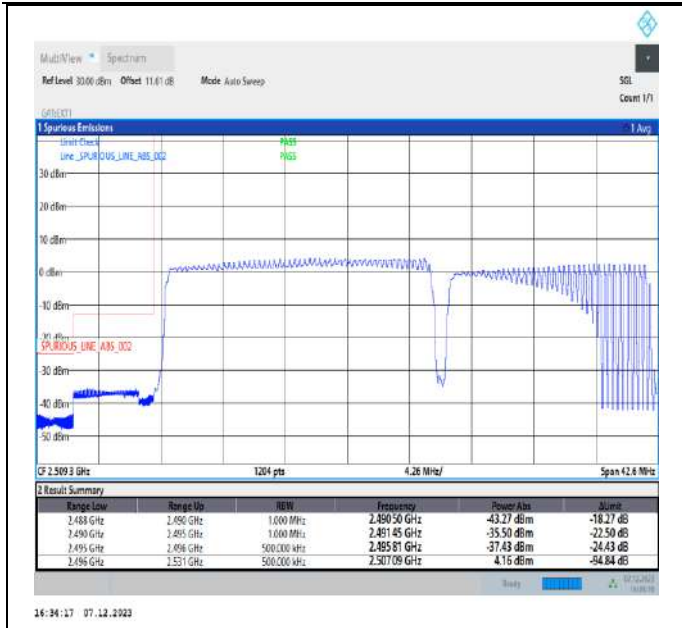 MultiView Spectrum
Ref Level 30.00 dBm Offset 11.61 dB Mode Auto Sweep SGL
Count 1/1
1 Spurious Emissions 1 Avg
Limit Check PASS
Line _SPURIOUS_LINE_ABS_002 PASS
30 dBm
20 dBm
10 dBm
0 dBm
-10 dBm
-20 dBm
SPURIOUS_LINE_ABS_002
-30 dBm
-40 dBm
-50 dBm
CF 2.5093 GHz 1204 pts 4.26 MHz/ Span 42.6 MHz
2 Result Summary
Range Low Range Up RBW Frequency Power Abs ΔLimit
2.488 GHz 2.490 GHz 1.000 MHz 2.49050 GHz -43.27 dBm -18.27 dB
2.490 GHz 2.495 GHz 1.000 MHz 2.49145 GHz -35.50 dBm -22.50 dB
2.495 GHz 2.496 GHz 500.000 kHz 2.49581 GHz -37.43 dBm -24.43 dB
2.496 GHz 2.531 GHz 500.000 kHz 2.50709 GHz 4.16 dBm -94.84 dB
Ready
16:34:17 07.12.2023